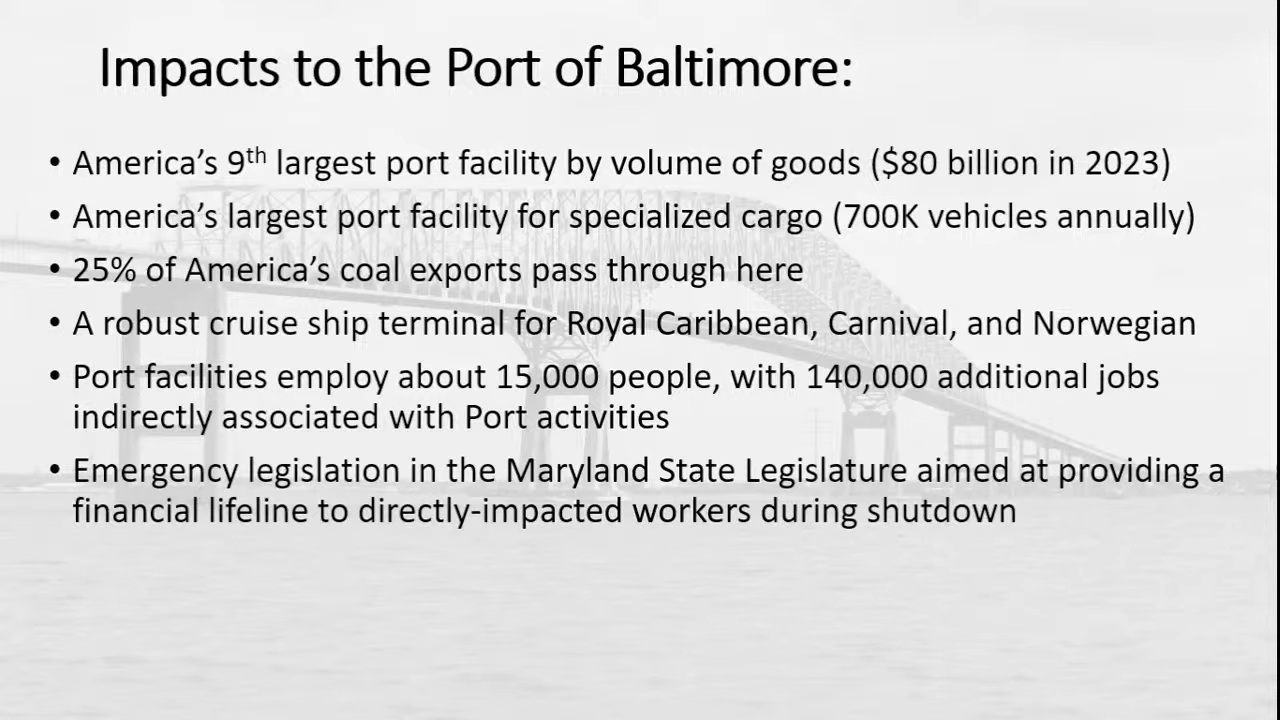 Impacts to the Port of Baltimore:
• America’s 9th largest port facility by volume of goods ($80 billion in 2023)
• America’s largest port facility for specialized cargo (700K vehicles annually)
• 25% of America’s coal exports pass through here
• A robust cruise ship terminal for Royal Caribbean, Carnival, and Norwegian
• Port facilities employ about 15,000 people, with 140,000 additional jobs
indirectly associated with Port activities
• Emergency legislation in the Maryland State Legislature aimed at providing a
financial lifeline to directly-impacted workers during shutdown